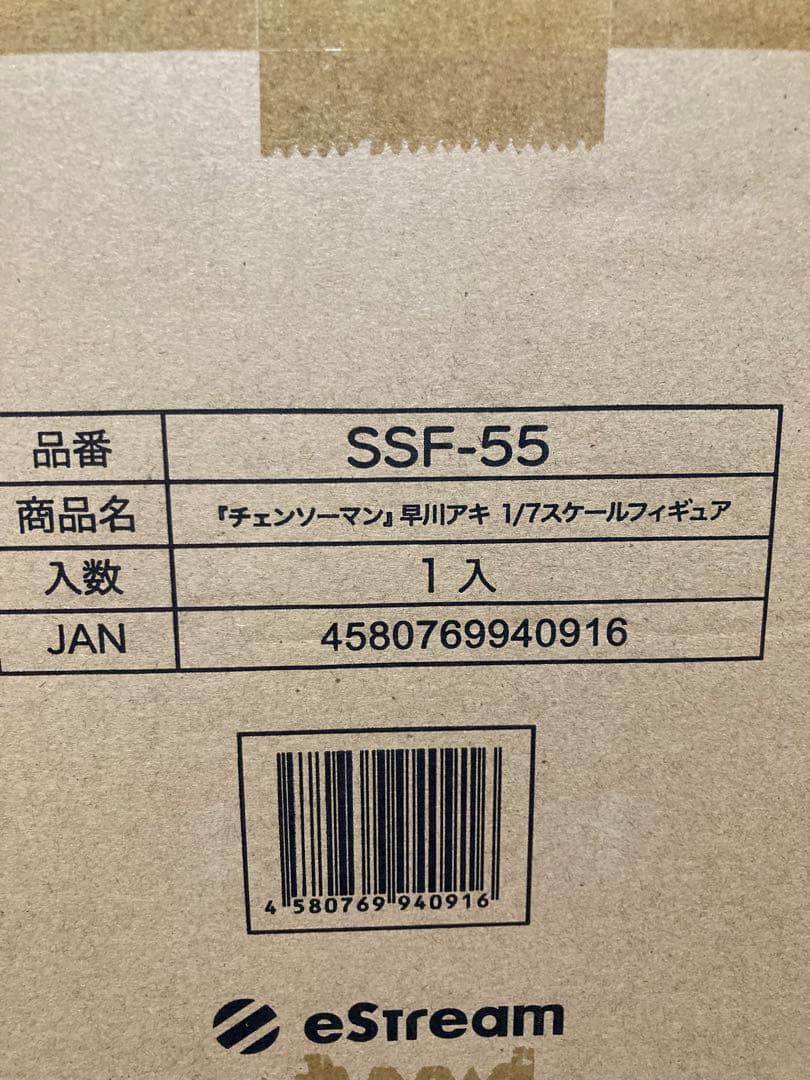 品番 SSF-55
商品名 『チェンソーマン』早川アキ 1/7スケールフィギュア
入数 1入
JAN 4580769940916
4 580769 940916
eStream